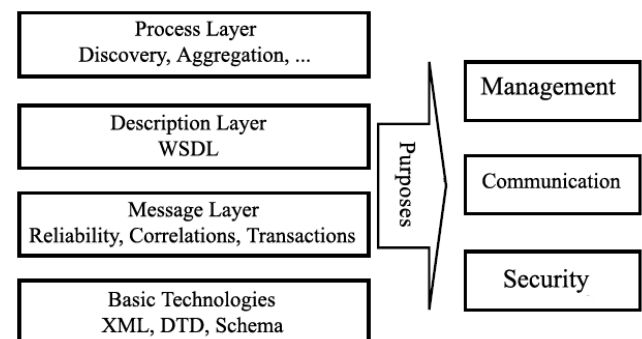 Process Layer
Discovery, Aggregation, ...
Description Layer
WSDL
Message Layer
Reliability, Correlations, Transactions
Basic Technologies
XML, DTD, Schema
Purposes
Management
Communication
Security